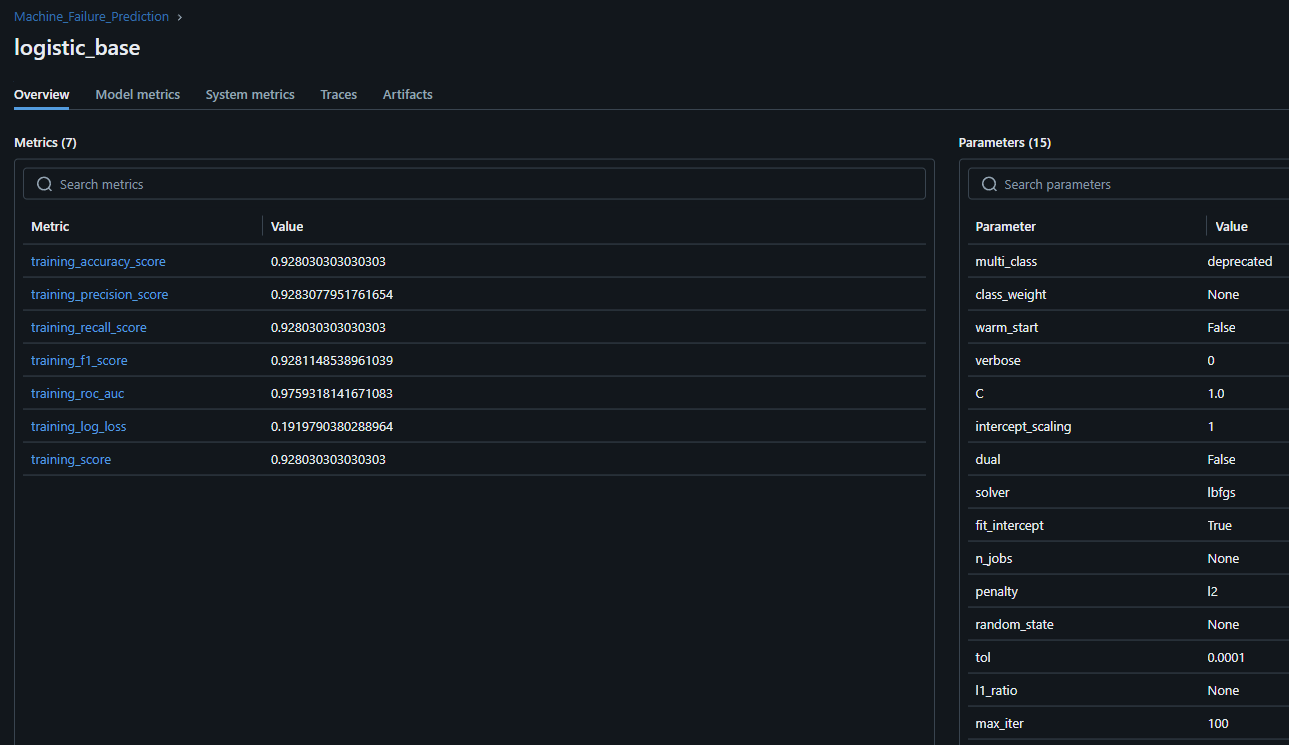 Machine_Failure_Prediction ›
logistic_base
Overview Model metrics System metrics Traces Artifacts
Metrics (7)
Search metrics
Metric Value
training_accuracy_score 0.928030303030303
training_precision_score 0.9283077951761654
training_recall_score 0.928030303030303
training_f1_score 0.9281148538961039
training_roc_auc 0.9759318141671083
training_log_loss 0.1919790380288964
training_score 0.928030303030303
Parameters (15)
Search parameters
Parameter Value
multi_class deprecated
class_weight None
warm_start False
verbose 0
C 1.0
intercept_scaling 1
dual False
solver lbfgs
fit_intercept True
n_jobs None
penalty l2
random_state None
tol 0.0001
l1_ratio None
max_iter 100